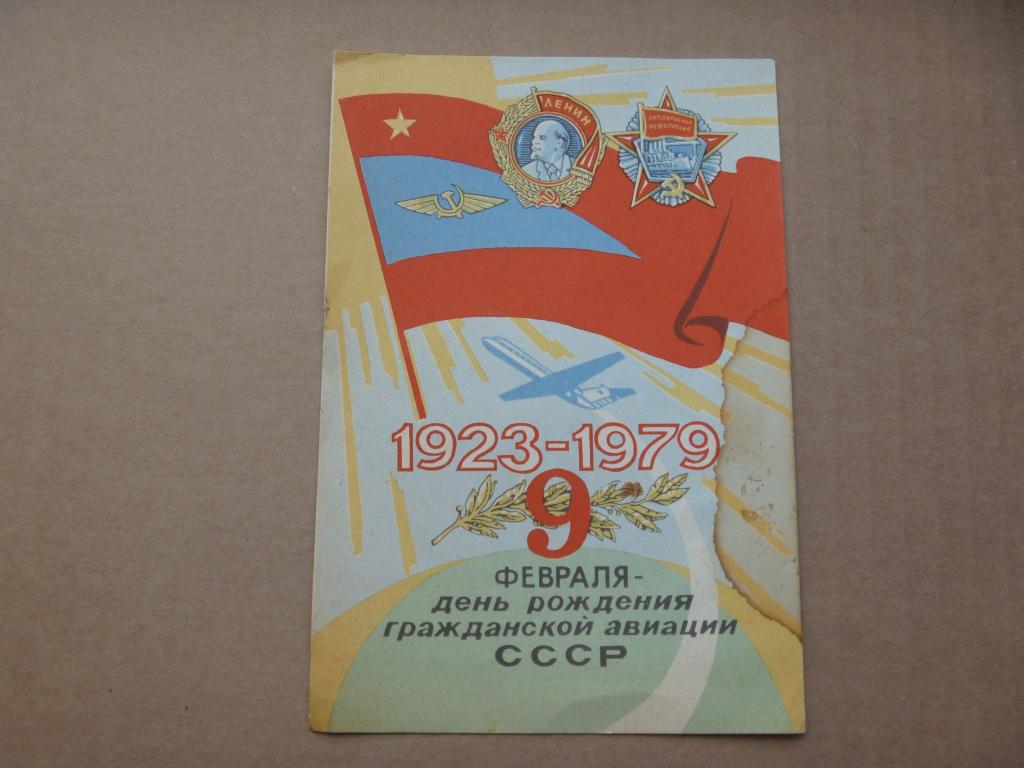 ЛЕНИН
ОКТЯБРЬСКАЯ
РЕВОЛЮЦИЯ
1923-1979
9
ФЕВРАЛЯ-
день рождения
гражданской авиации
СССР